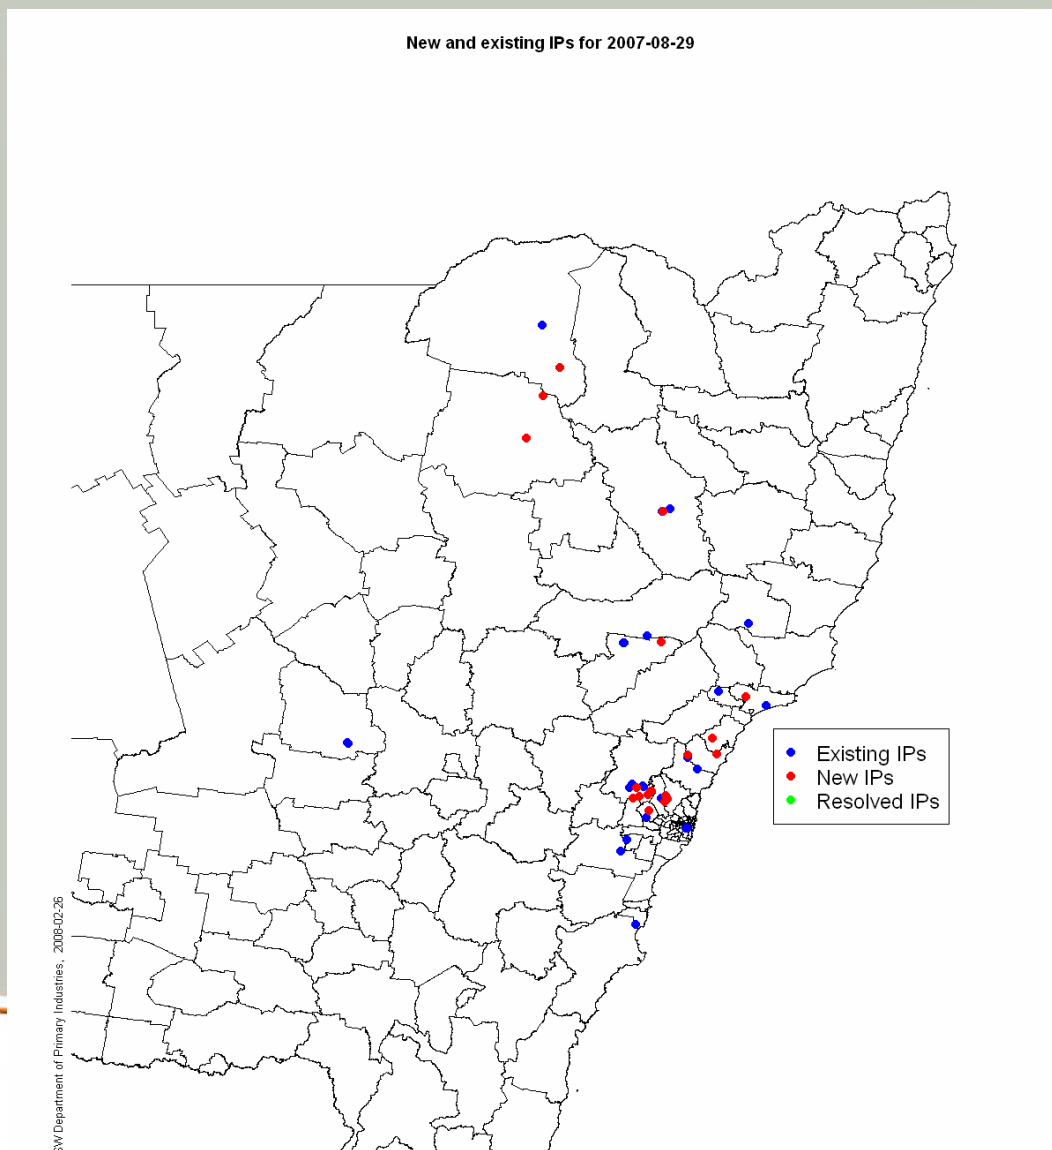 New and existing IPs for 2007-08-29
Existing IPs
New IPs
Resolved IPs
SW Department of Primary Industries, 2008-02-26